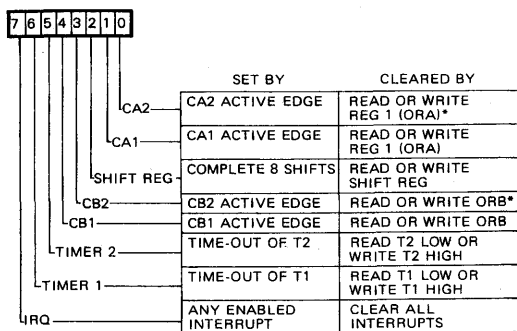 7 6 5 4 3 2 1 0
SET BY CLEARED BY
CA2 CA2 ACTIVE EDGE READ OR WRITE
REG 1 (ORA)*
CA1 CA1 ACTIVE EDGE READ OR WRITE
REG 1 (ORA)
SHIFT REG COMPLETE 8 SHIFTS READ OR WRITE
SHIFT REG
CB2 CB2 ACTIVE EDGE READ OR WRITE ORB*
CB1 CB1 ACTIVE EDGE READ OR WRITE ORB
TIMER 2 TIME-OUT OF T2 READ T2 LOW OR
WRITE T2 HIGH
TIMER 1 TIME-OUT OF T1 READ T1 LOW OR
WRITE T1 HIGH
IRQ ANY ENABLED CLEAR ALL
INTERRUPT INTERRUPTS